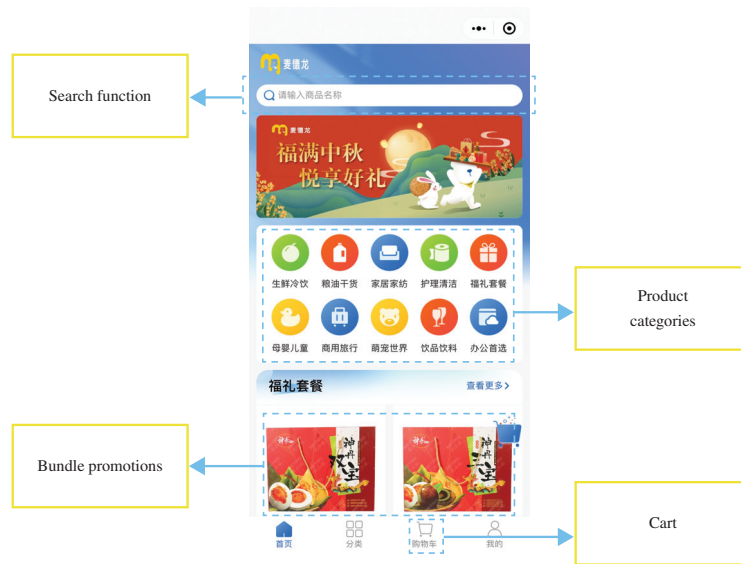 麦德龙
Search function
请输入商品名称
麦德龙
福满中秋
悦享好礼
生鲜冷饮 粮油干货 家居家纺 护理清洁 福礼套餐
母婴儿童 商用旅行 萌宠世界 饮品饮料 办公首选
Product
categories
福礼套餐 查看更多>
Bundle promotions
神丹
双宝
神丹
三宝
首页 分类 购物车 我的
Cart